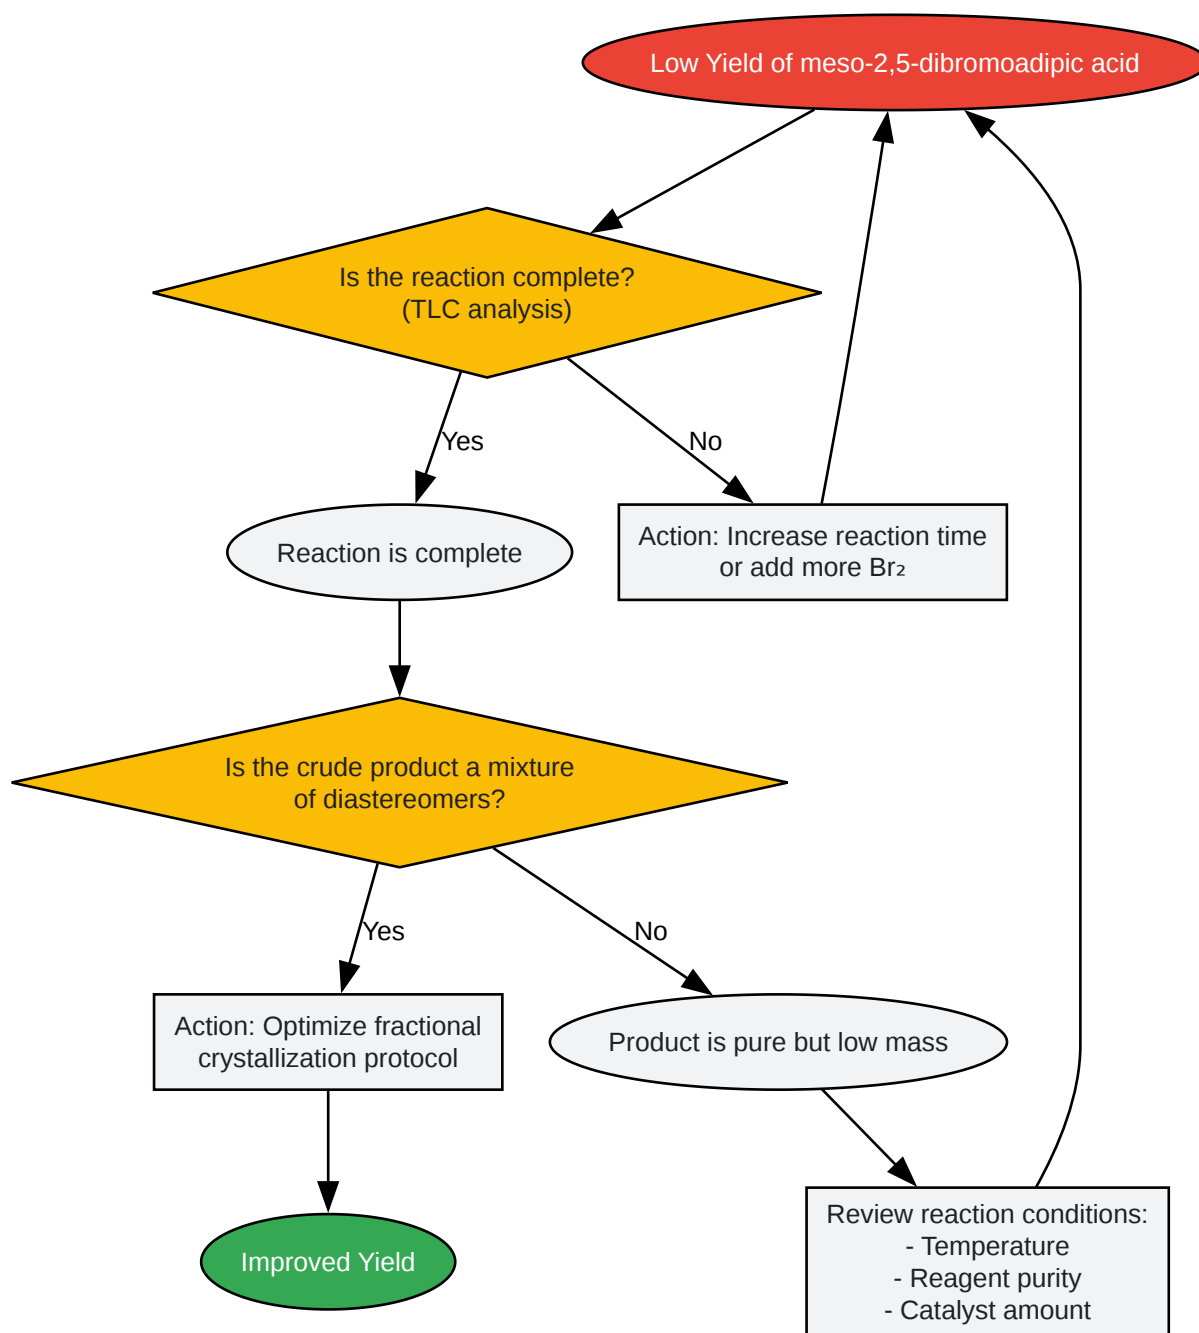 Low Yield of meso-2,5-dibromoadipic acid
Is the reaction complete?
(TLC analysis)
Yes
No
Reaction is complete
Action: Increase reaction time
or add more Br₂
Is the crude product a mixture
of diastereomers?
Yes
No
Action: Optimize fractional
crystallization protocol
Product is pure but low mass
Improved Yield
Review reaction conditions:
- Temperature
- Reagent purity
- Catalyst amount